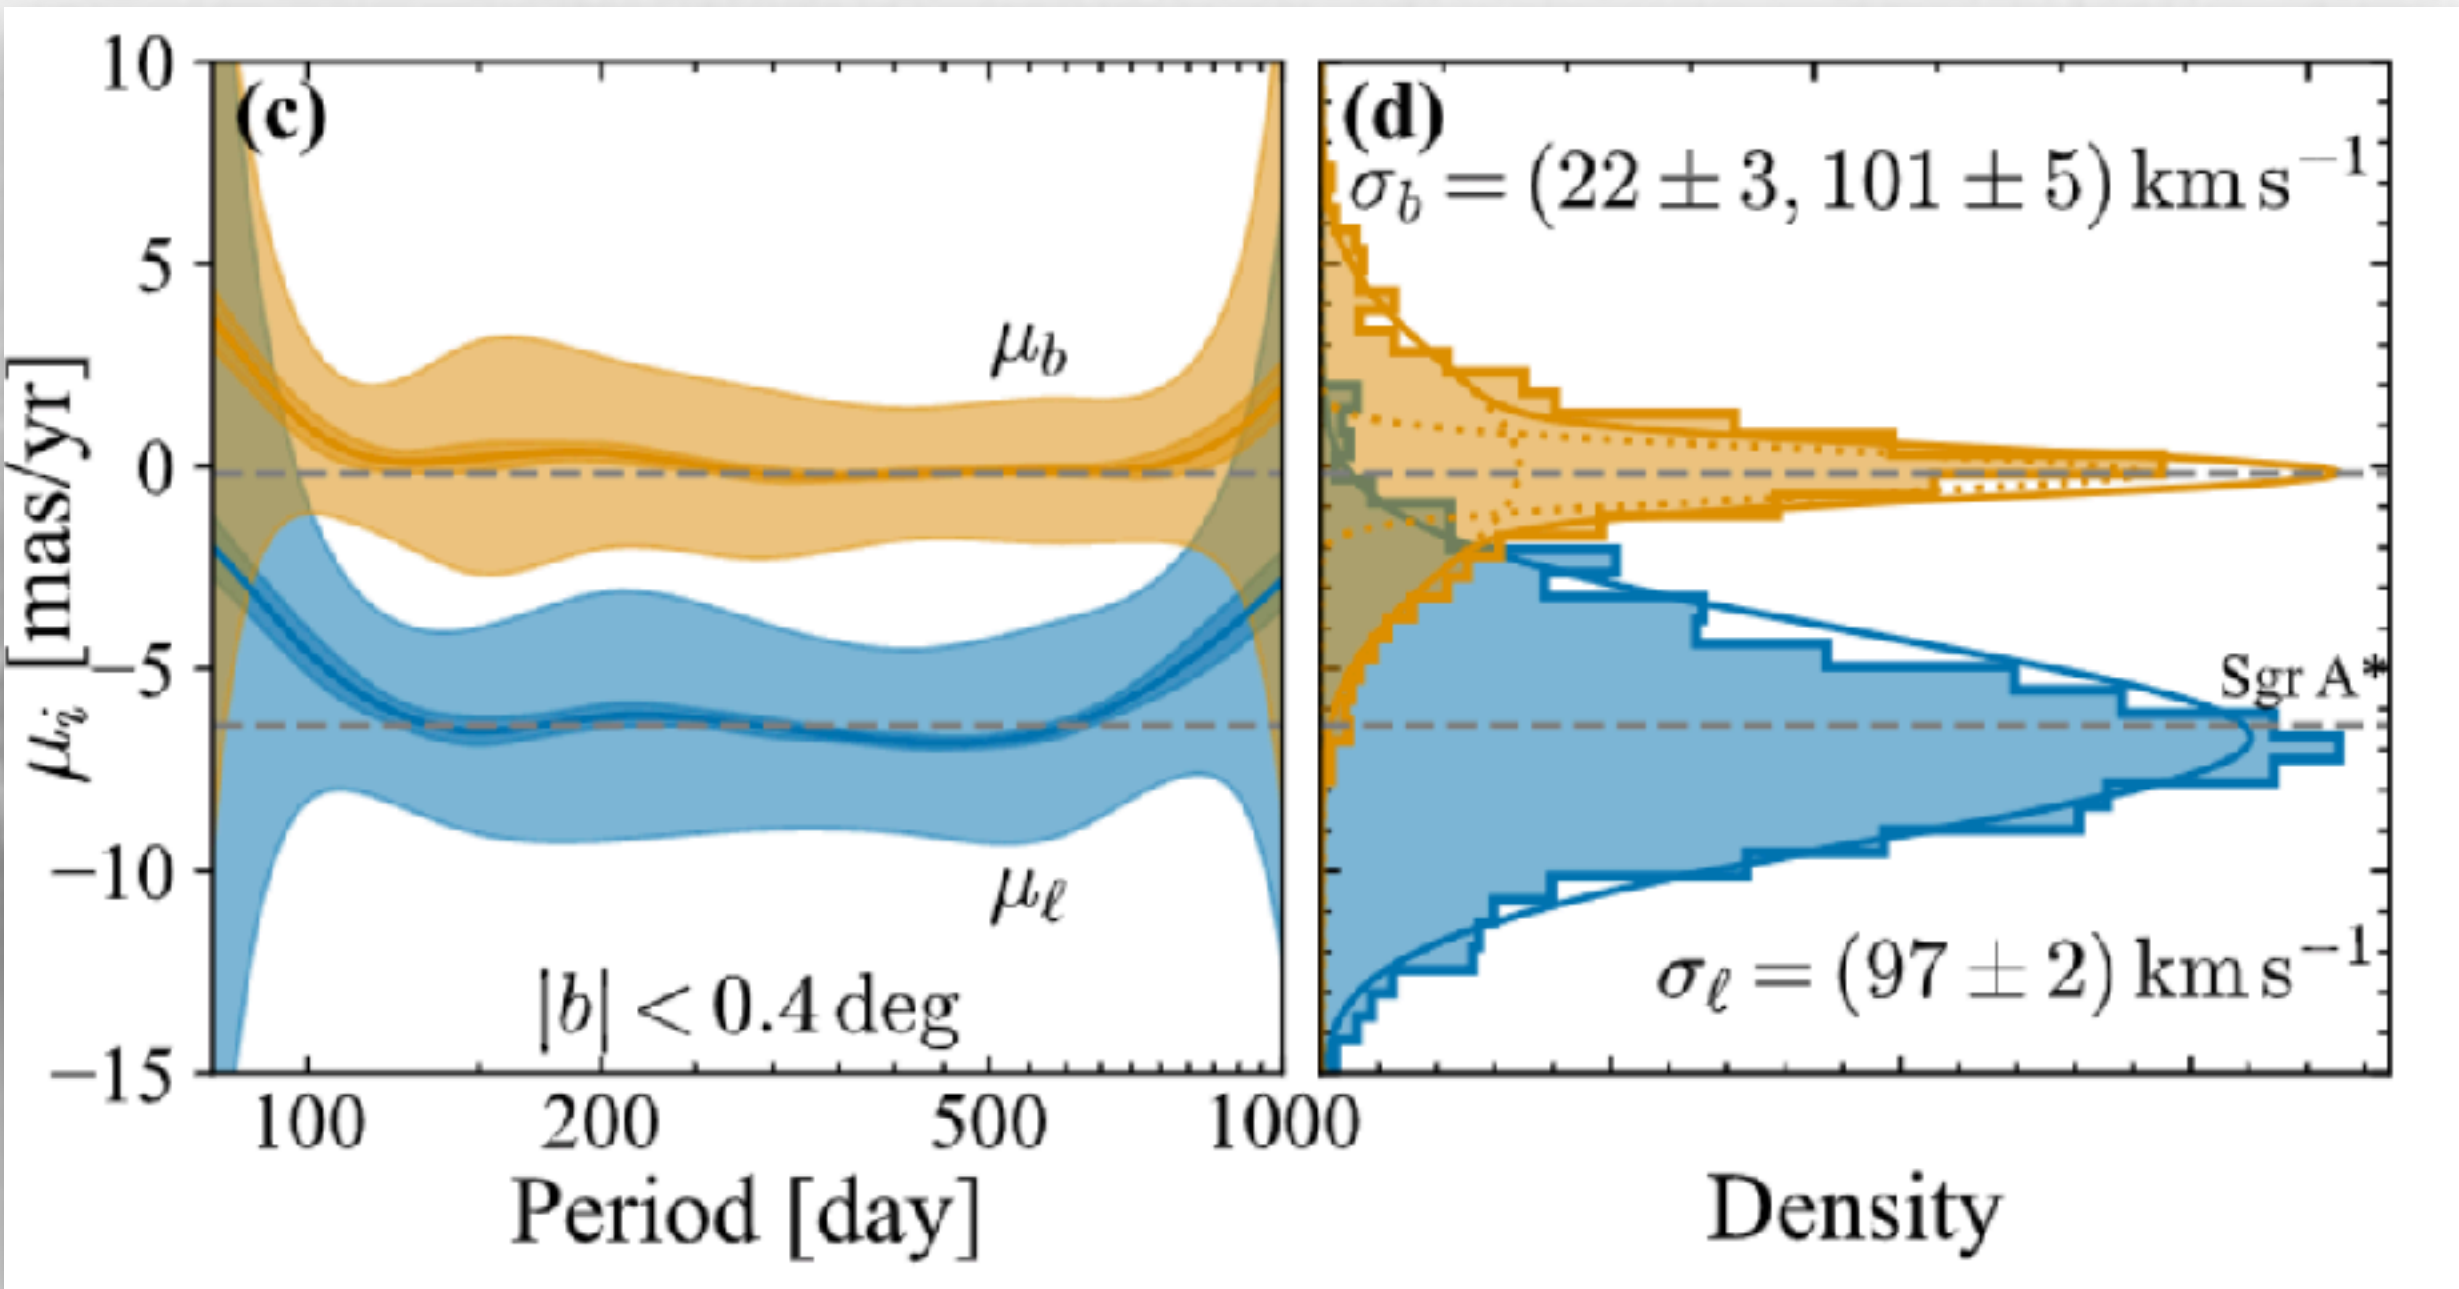 (c)
10
5
0
−5
−10
−15
μᵢ [mas/yr]
μ_b
μ_ℓ
|b| < 0.4 deg
100 200 500 1000
Period [day]
(d)
σ_b = (22 ± 3, 101 ± 5) km s⁻¹
Sgr A*
σ_ℓ = (97 ± 2) km s⁻¹
Density